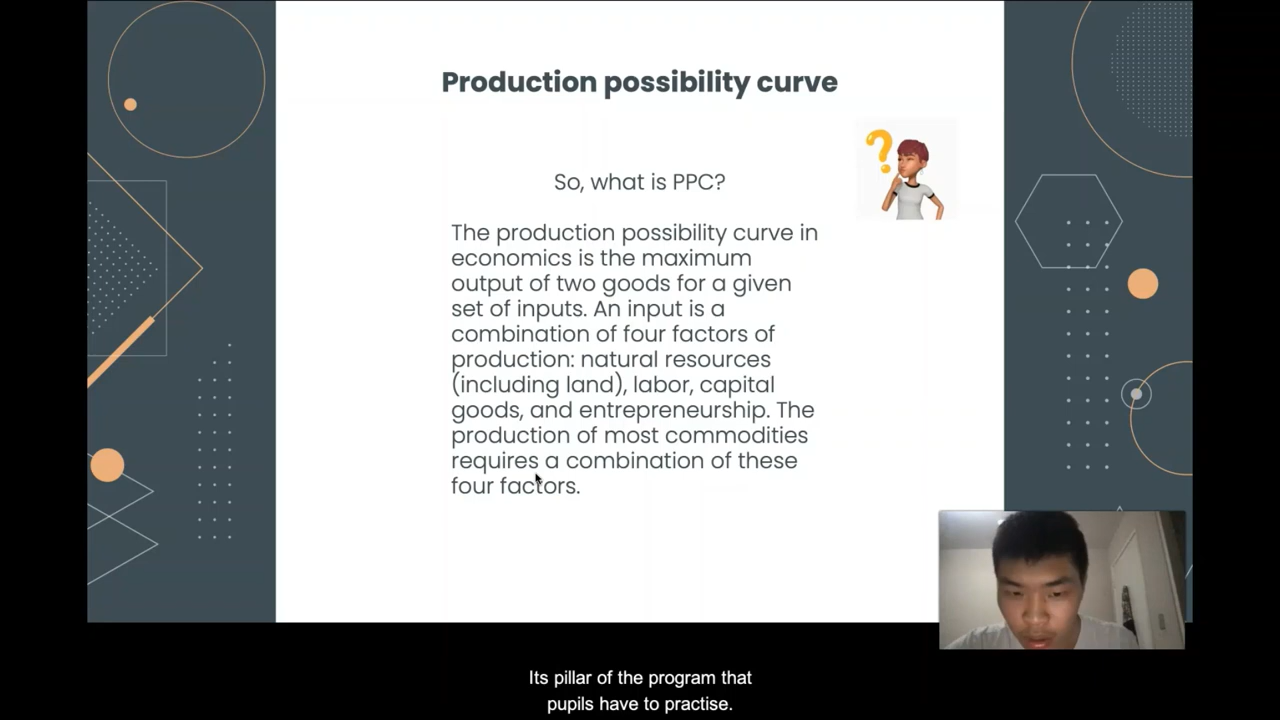 Production possibility curve
So, what is PPC?
The production possibility curve in
economics is the maximum
output of two goods for a given
set of inputs. An input is a
combination of four factors of
production: natural resources
(including land), labor, capital
goods, and entrepreneurship. The
production of most commodities
requires a combination of these
four factors.
Its pillar of the program that
pupils have to practise.